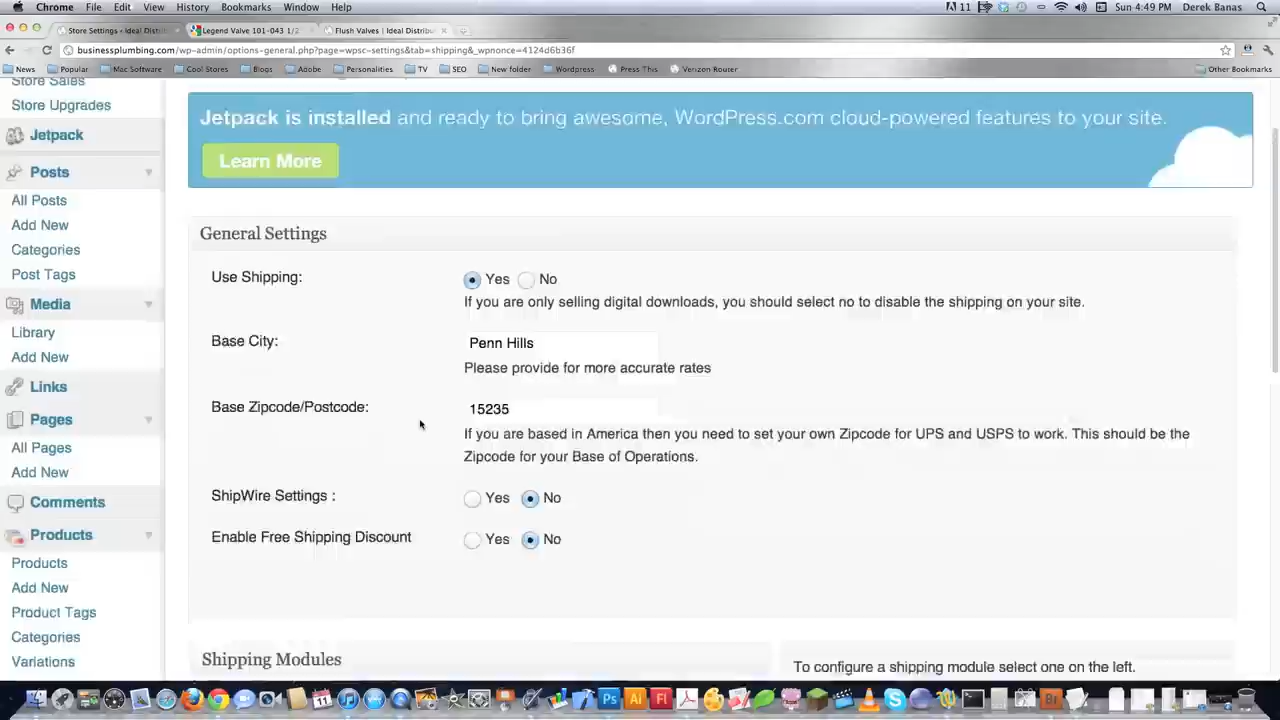 Chrome File Edit View History Bookmarks Window Help 11 Sun 4:49 PM Derek Banas
Store Settings ‹ Ideal Distrib Legend Valve 101-043 1/2 Flush Valves | Ideal Distribu
businessplumbing.com/wp-admin/options-general.php?page=wpsc-settings&tab=shipping&_wpnonce=4124d6b36f
News Popular Mac Software Cool Stores Blogs Adobe Personalities TV SEO New folder Wordpress Press This Verizon Router Other Bookmarks
Store Sales
Store Upgrades
Jetpack
Posts
All Posts
Add New
Categories
Post Tags
Media
Library
Add New
Links
Pages
All Pages
Add New
Comments
Products
Products
Add New
Product Tags
Categories
Variations
Jetpack is installed and ready to bring awesome, WordPress.com cloud-powered features to your site.
Learn More
General Settings
Use Shipping: Yes No
If you are only selling digital downloads, you should select no to disable the shipping on your site.
Base City: Penn Hills
Please provide for more accurate rates
Base Zipcode/Postcode: 15235
If you are based in America then you need to set your own Zipcode for UPS and USPS to work. This should be the
Zipcode for your Base of Operations.
ShipWire Settings : Yes No
Enable Free Shipping Discount Yes No
Shipping Modules
To configure a shipping module select one on the left.